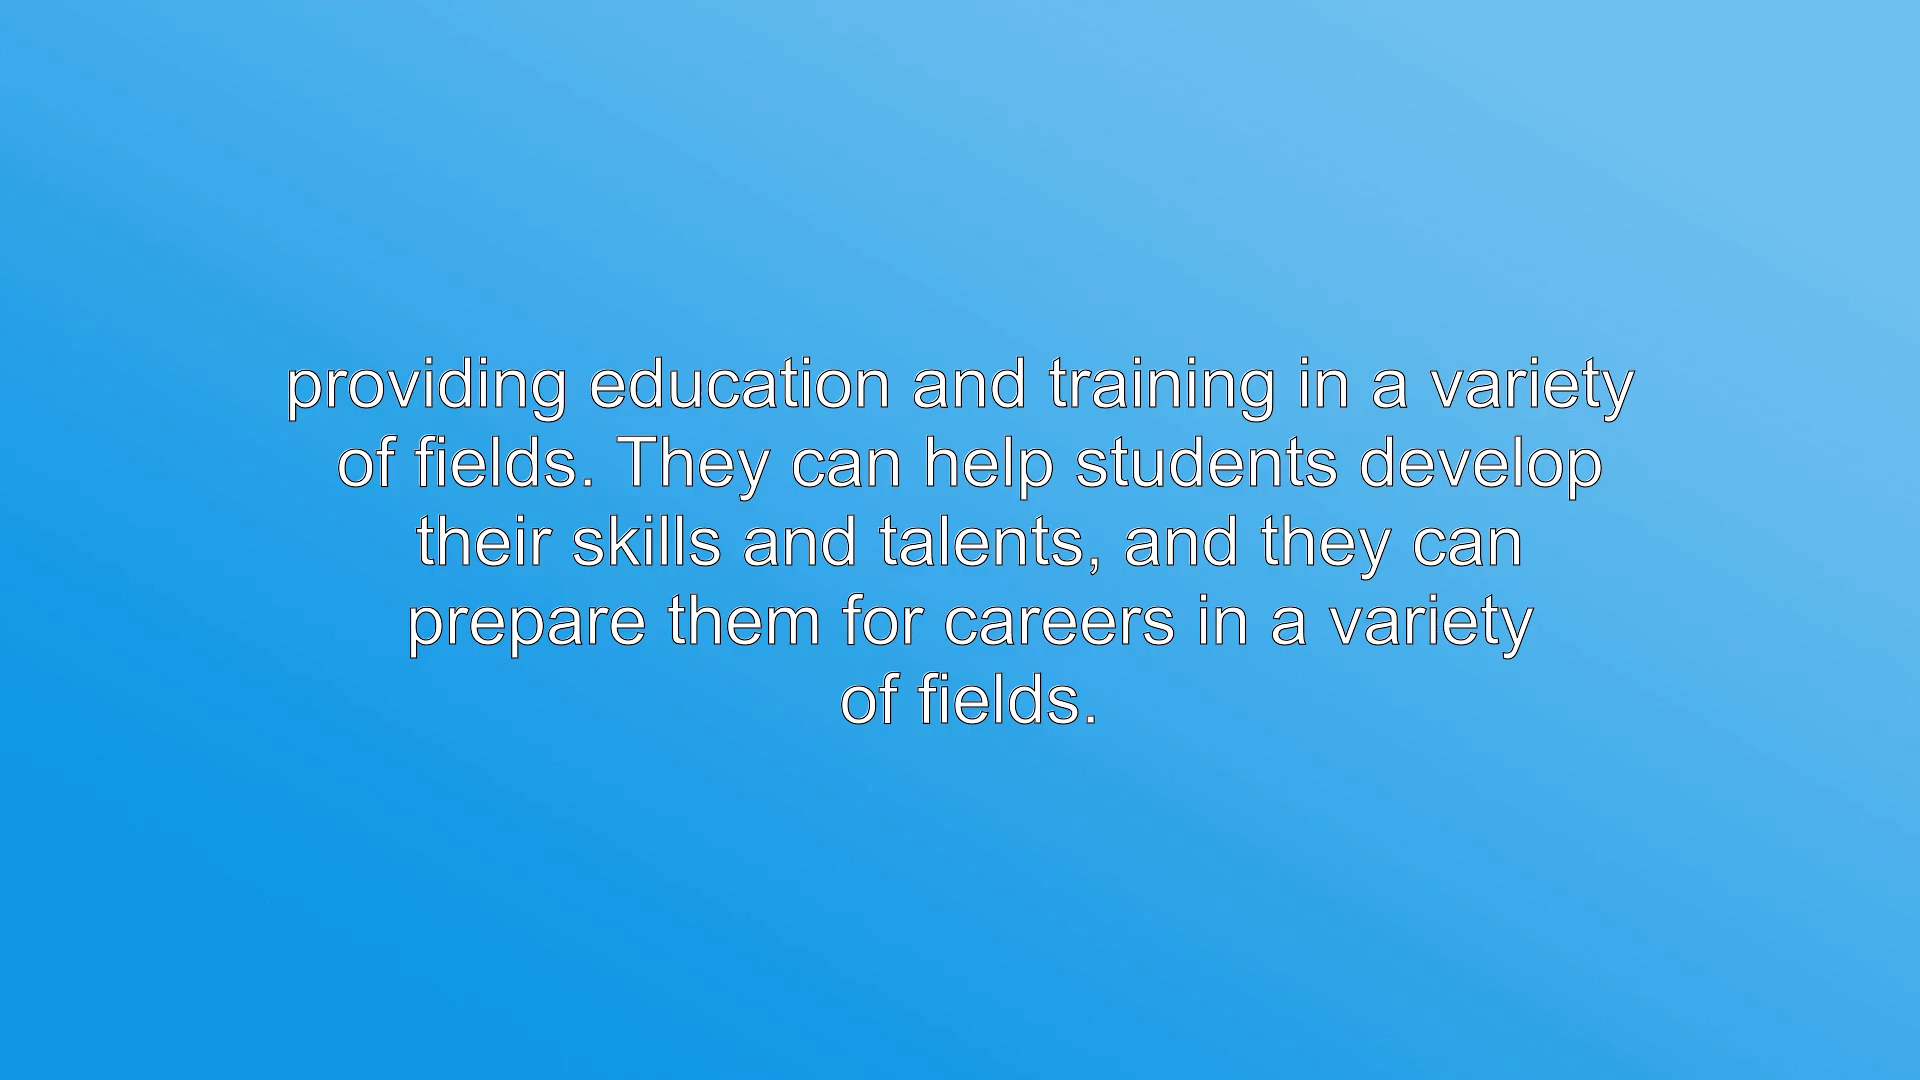 providing education and training in a variety
of fields. They can help students develop
their skills and talents, and they can
prepare them for careers in a variety
of fields.